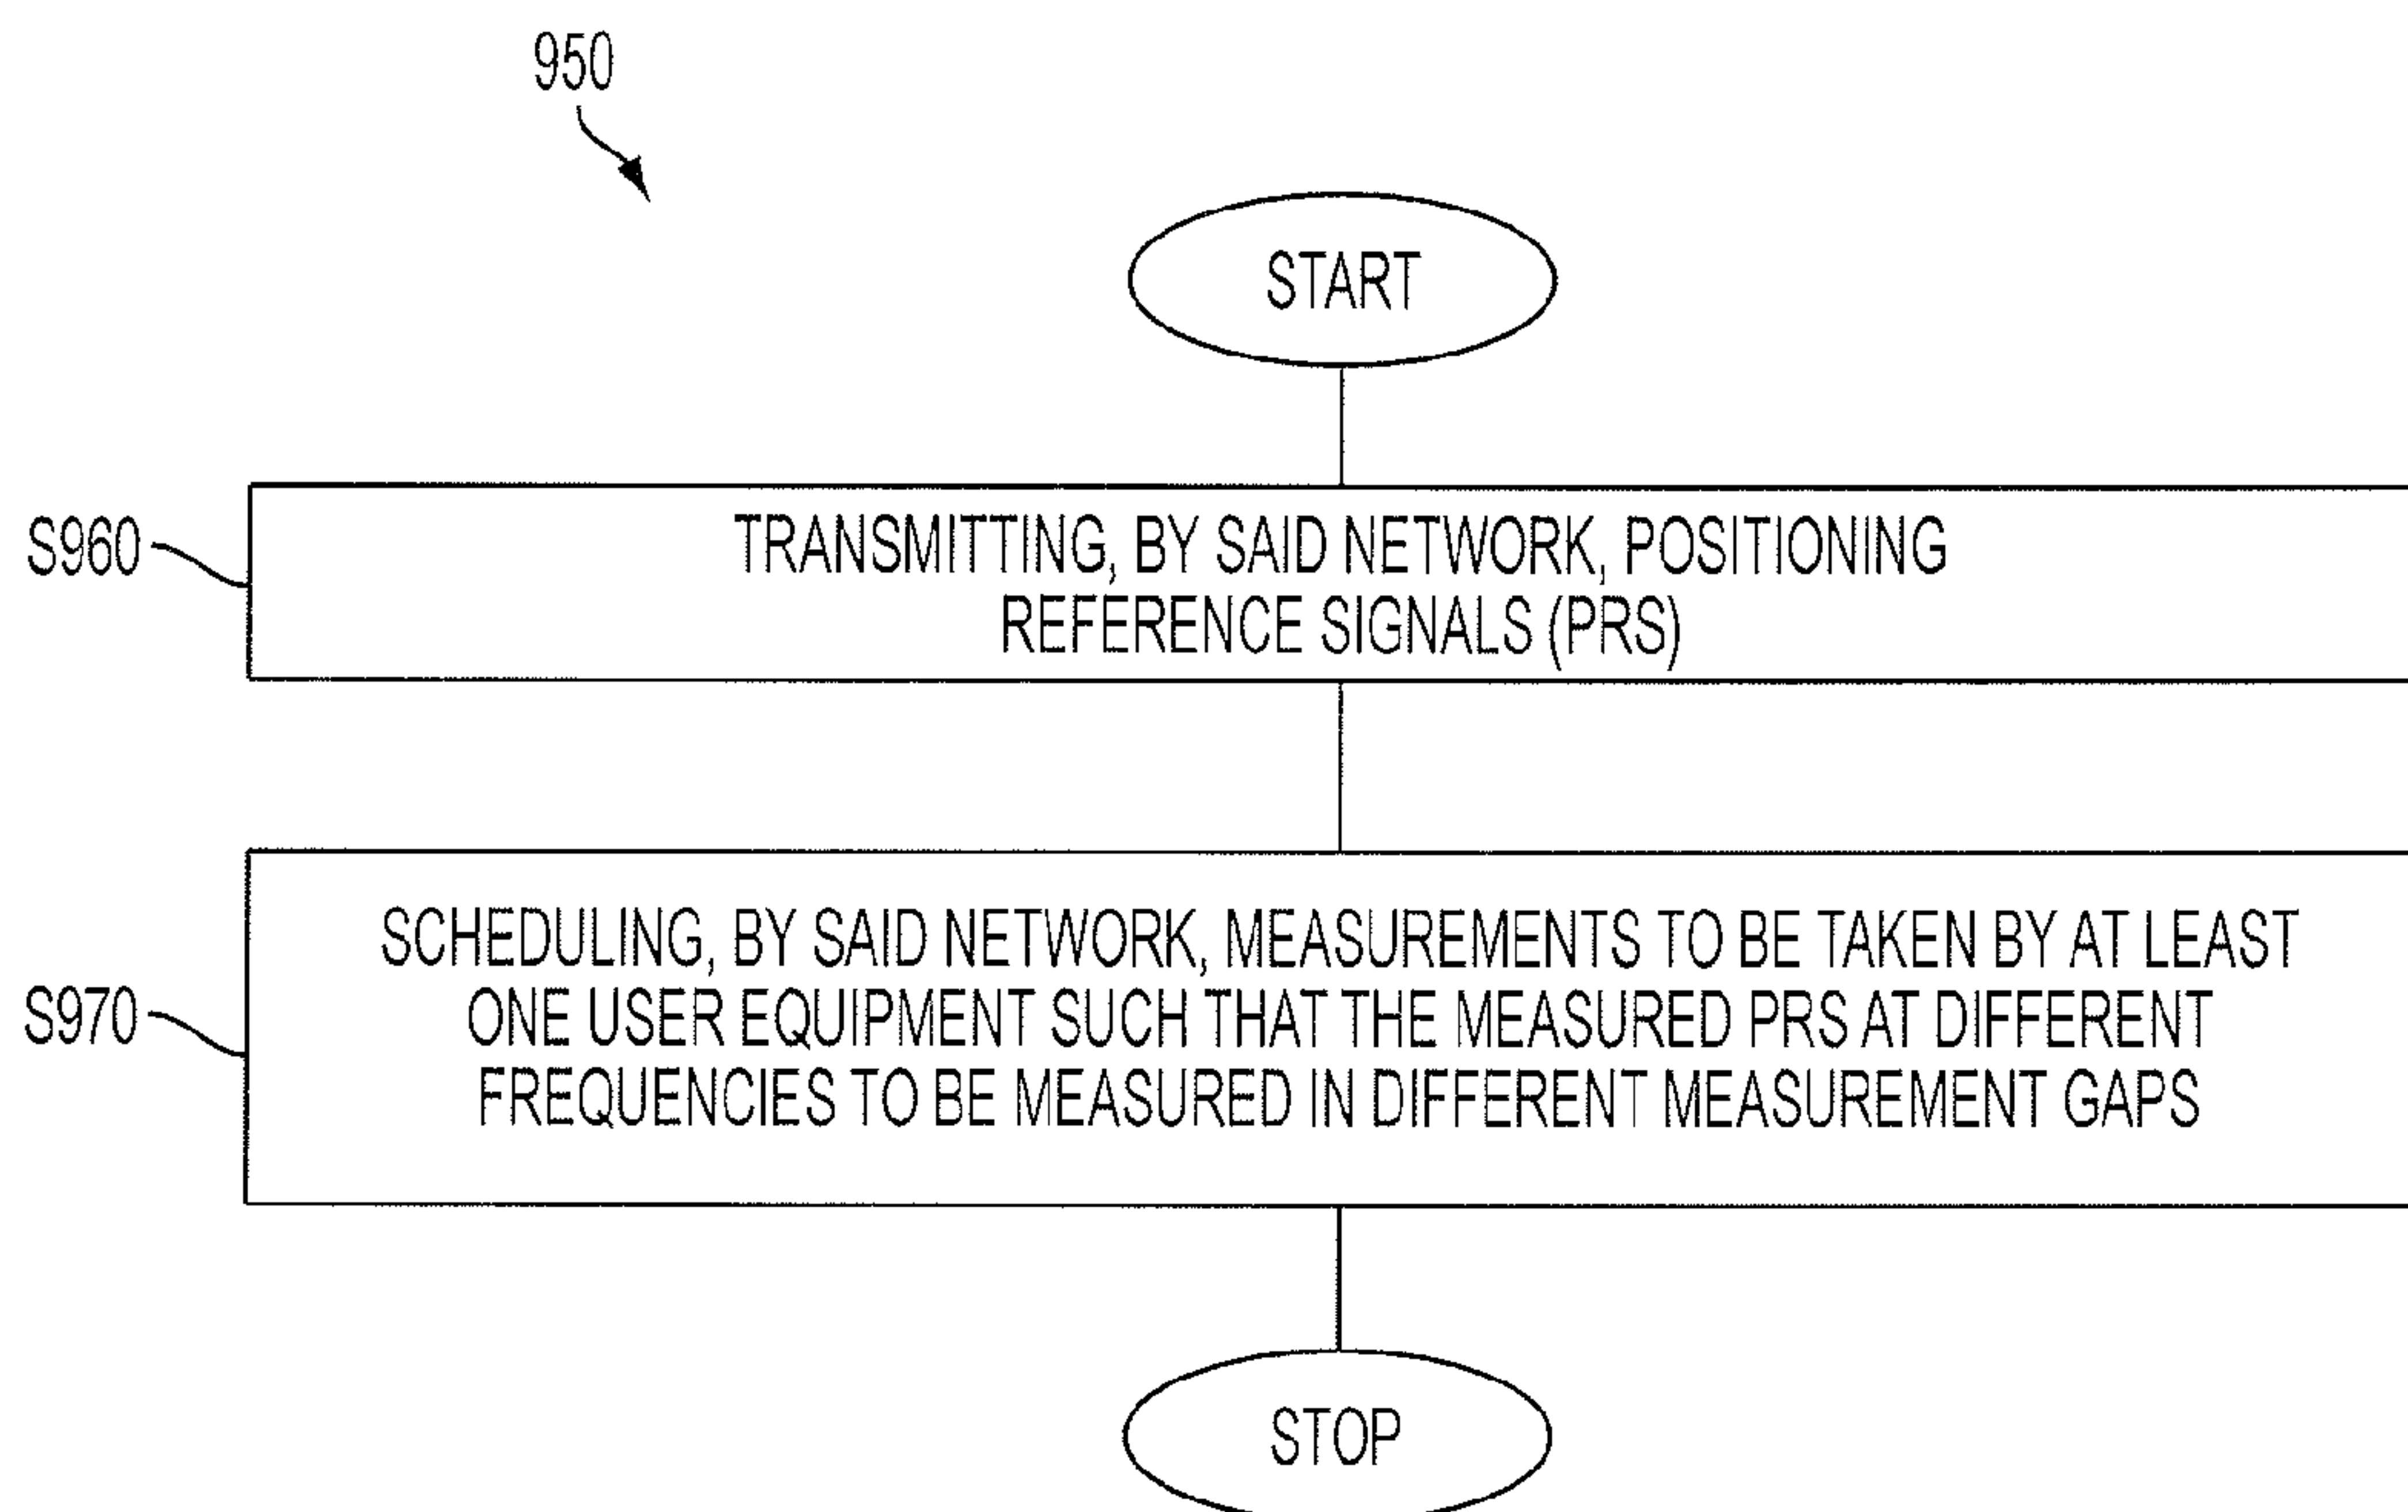 950
START
S960
TRANSMITTING, BY SAID NETWORK, POSITIONING
REFERENCE SIGNALS (PRS)
S970
SCHEDULING, BY SAID NETWORK, MEASUREMENTS TO BE TAKEN BY AT LEAST
ONE USER EQUIPMENT SUCH THAT THE MEASURED PRS AT DIFFERENT
FREQUENCIES TO BE MEASURED IN DIFFERENT MEASUREMENT GAPS
STOP